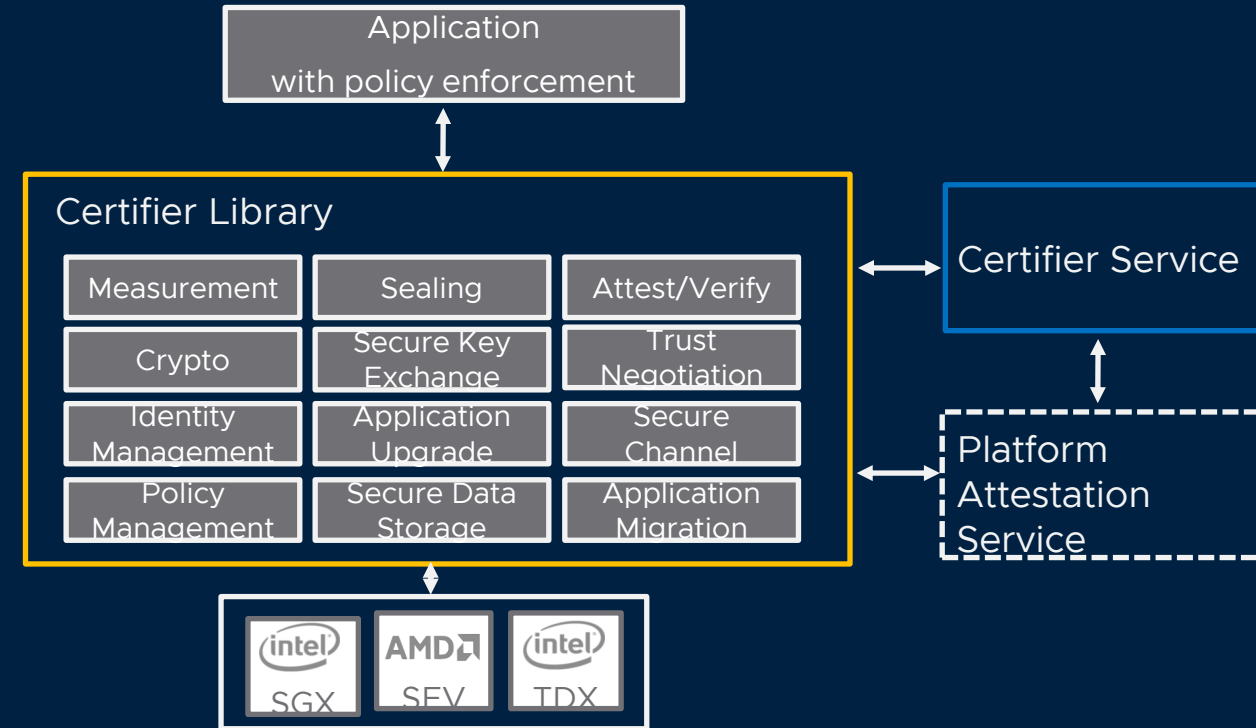 Application
with policy enforcement
Certifier Library
Measurement
Sealing
Attest/Verify
Crypto
Secure Key
Exchange
Trust
Negotiation
Identity
Management
Application
Upgrade
Secure
Channel
Policy
Management
Secure Data
Storage
Application
Migration
Certifier Service
Platform
Attestation
Service
intel
SGX
AMD
SEV
intel
TDX